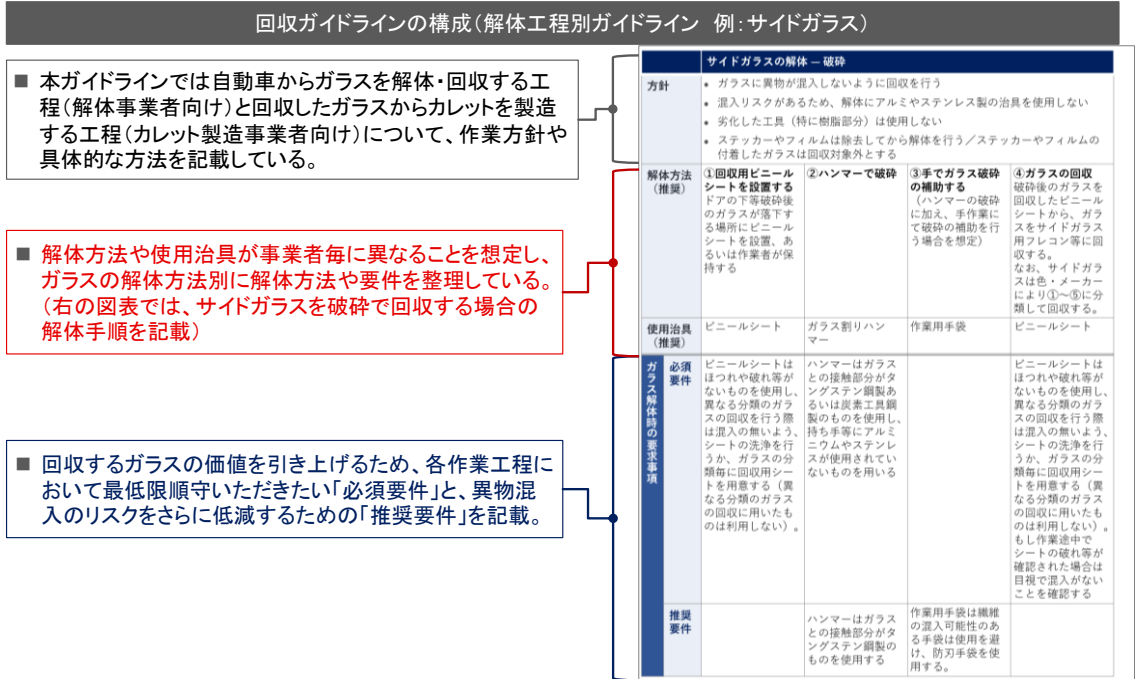 回収ガイドラインの構成(解体工程別ガイドライン 例:サイドガラス)
■ 本ガイドラインでは自動車からガラスを解体・回収する工
程(解体事業者向け)と回収したガラスからカレットを製造
する工程(カレット製造事業者向け)について、作業方針や
具体的な方法を記載している。
■ 解体方法や使用治具が事業者毎に異なることを想定し、
ガラスの解体方法別に解体方法や要件を整理している。
(右の図表では、サイドガラスを破砕で回収する場合の
解体手順を記載)
■ 回収するガラスの価値を引き上げるため、各作業工程に
おいて最低限順守いただきたい「必須要件」と、異物混
入のリスクをさらに低減するための「推奨要件」を記載。
サイドガラスの解体 ― 破砕
方針
• ガラスに異物が混入しないように回収を行う
• 混入リスクがあるため、解体にアルミやステンレス製の治具を使用しない
• 劣化した工具(特に樹脂部分)は使用しない
• ステッカーやフィルムは除去してから解体を行う/ステッカーやフィルムの
付着したガラスは回収対象外とする
解体方法
(推奨)
①回収用ビニール
シートを設置する
ドアの下等破砕後
のガラスが落下す
る場所にビニール
シートを設置、あ
るいは作業者が保
持する
②ハンマーで破砕
③手でガラス破砕
の補助する
(ハンマーの破砕
に加え、手作業に
て破砕の補助を行
う場合を想定)
④ガラスの回収
破砕後のガラスを
回収したビニール
シートから、ガラ
スをサイドガラス
用フレコン等に回
収する。
なお、サイドガラ
スは色・メーカー
により①~⑤に分
類して回収する。
使用治具
(推奨)
ビニールシート
ガラス割りハン
マー
作業用手袋
ビニールシート
ガラス解体時の要求事項
必須
要件
ビニールシートは
ほつれや破れ等が
ないものを使用し、
異なる分類のガラ
スの回収を行う際
は混入の無いよう、
シートの洗浄を行
うか、ガラスの分
類毎に回収用シー
トを用意する(異
なる分類のガラス
の回収に用いたも
のは利用しない)。
ハンマーはガラス
との接触部分がタ
ングステン鋼製あ
るいは炭素工具鋼
製のものを使用し、
持ち手等にアルミ
ニウムやステンレ
スが使用されてい
ないものを用いる
ビニールシートは
ほつれや破れ等が
ないものを使用し、
異なる分類のガラ
スの回収を行う際
は混入の無いよう、
シートの洗浄を行
うか、ガラスの分
類毎に回収用シー
トを用意する(異
なる分類のガラス
の回収に用いたも
のは利用しない)。
もし作業途中で
シートの破れ等が
確認された場合は
目視で混入がない
ことを確認する
推奨
要件
ハンマーはガラス
との接触部分がタ
ングステン鋼製の
ものを使用する
作業用手袋は繊維
の混入可能性のあ
る手袋は使用を避
け、防刃手袋を使
用する。